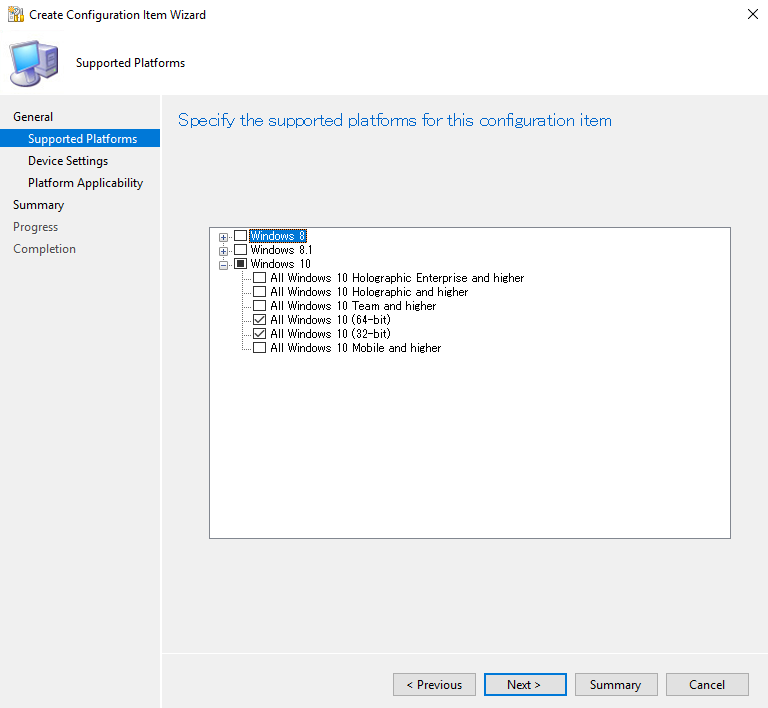 Create Configuration Item Wizard
Supported Platforms
General
Supported Platforms
Device Settings
Platform Applicability
Summary
Progress
Completion
Specify the supported platforms for this configuration item
Windows 8
Windows 8.1
Windows 10
All Windows 10 Holographic Enterprise and higher
All Windows 10 Holographic and higher
All Windows 10 Team and higher
All Windows 10 (64-bit)
All Windows 10 (32-bit)
All Windows 10 Mobile and higher
< Previous
Next >
Summary
Cancel